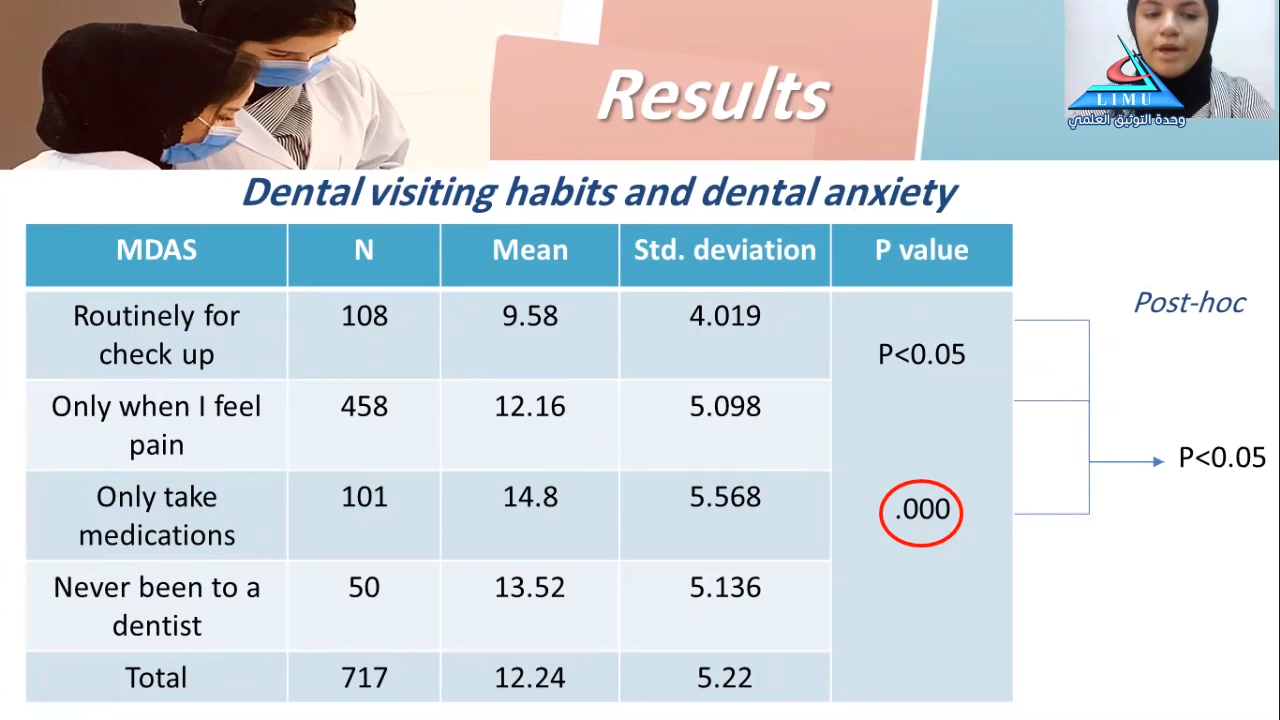 Results
LIMU
وحدة التوثيق العلمي
Dental visiting habits and dental anxiety
MDAS N Mean Std. deviation P value
Routinely for
check up
108 9.58 4.019
P<0.05
Only when I feel
pain
458 12.16 5.098
Only take
medications
101 14.8 5.568
.000
Never been to a
dentist
50 13.52 5.136
Total 717 12.24 5.22
Post-hoc
P<0.05